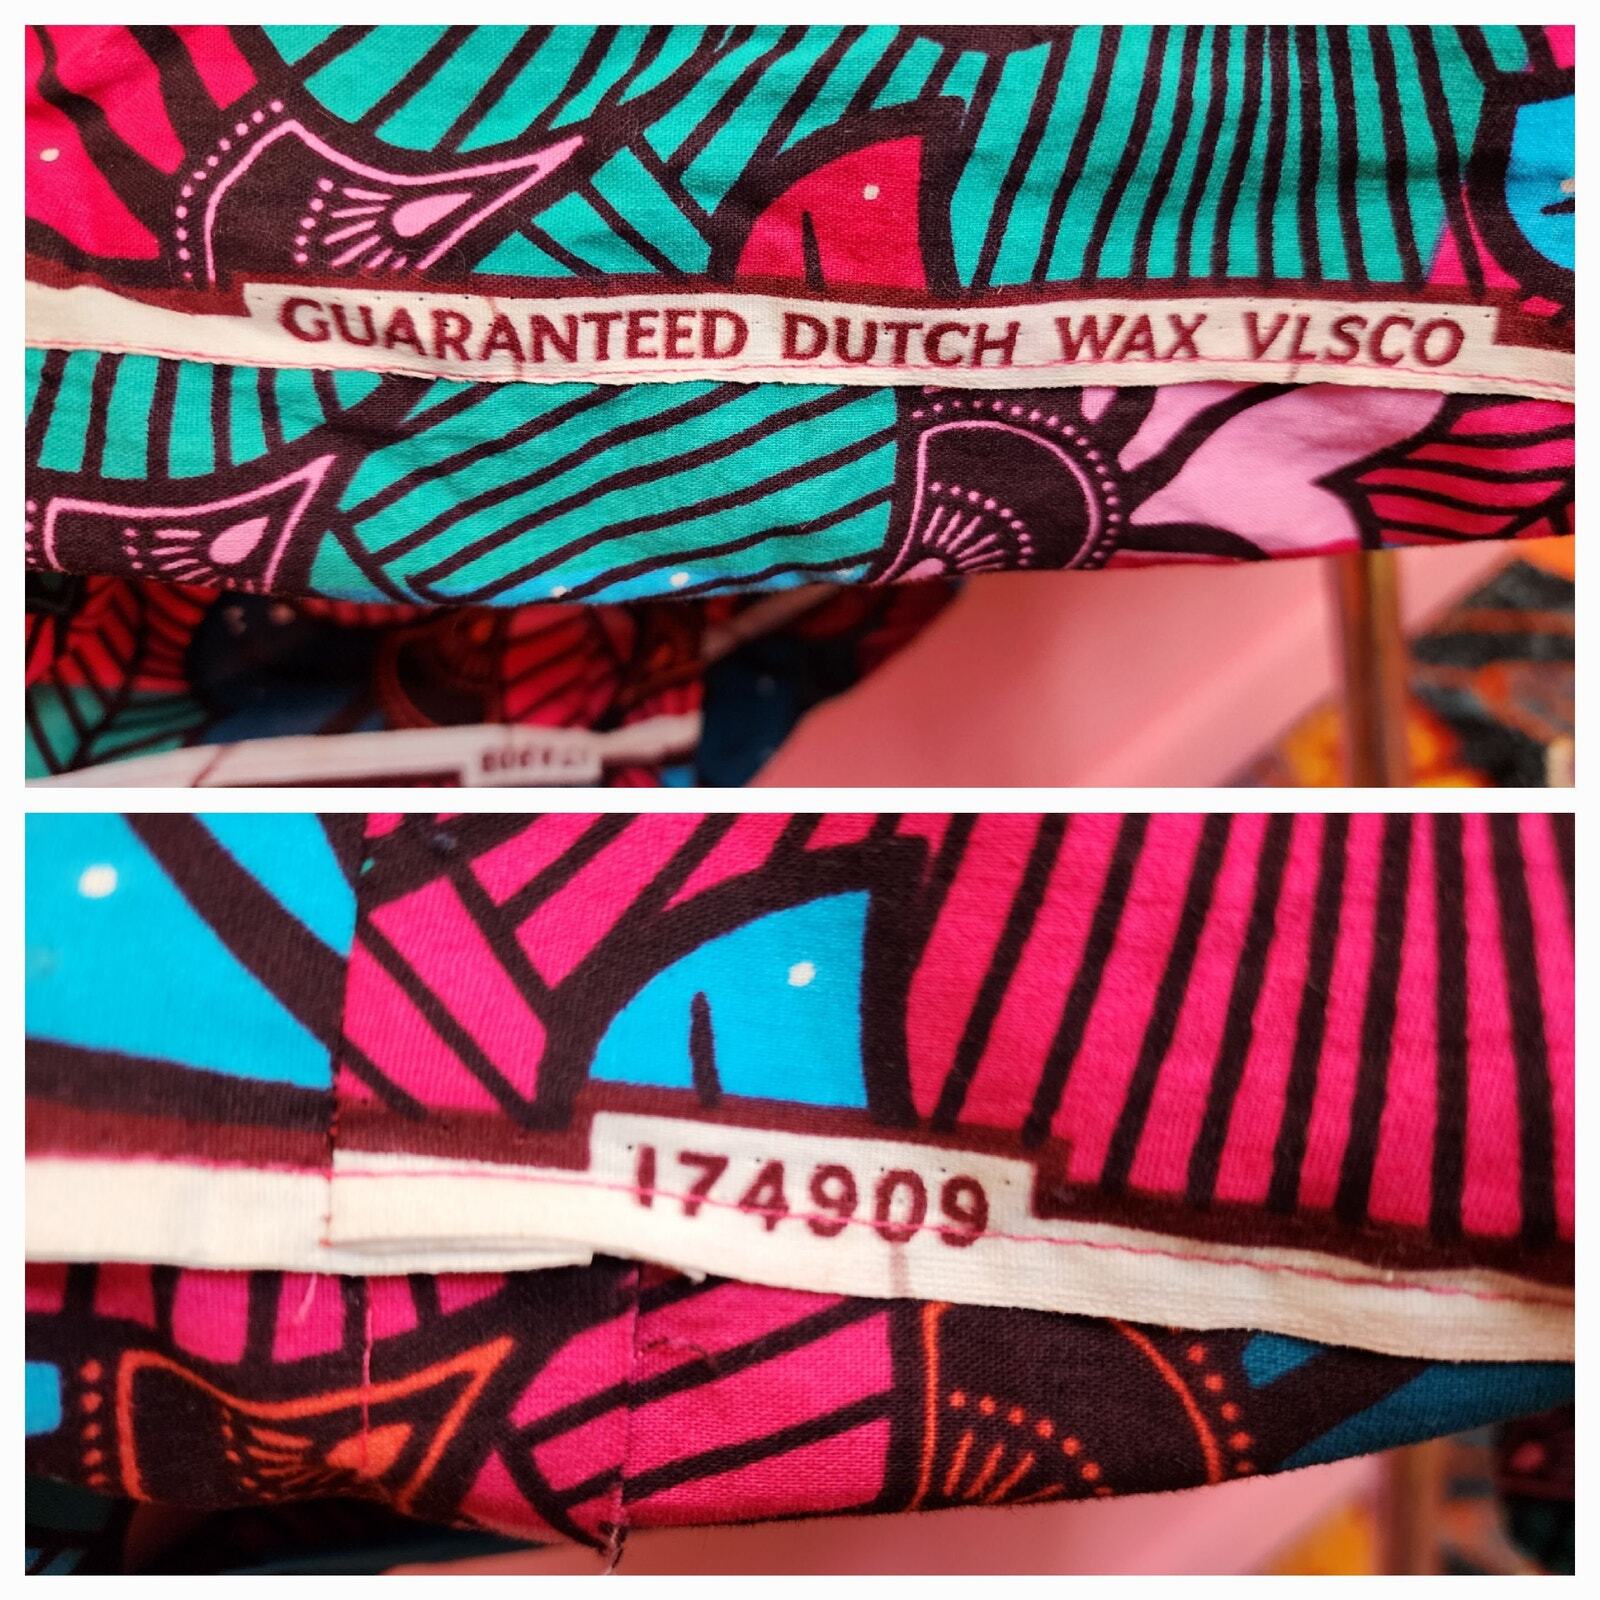 GUARANTEED DUTCH WAX VLSCO
174909